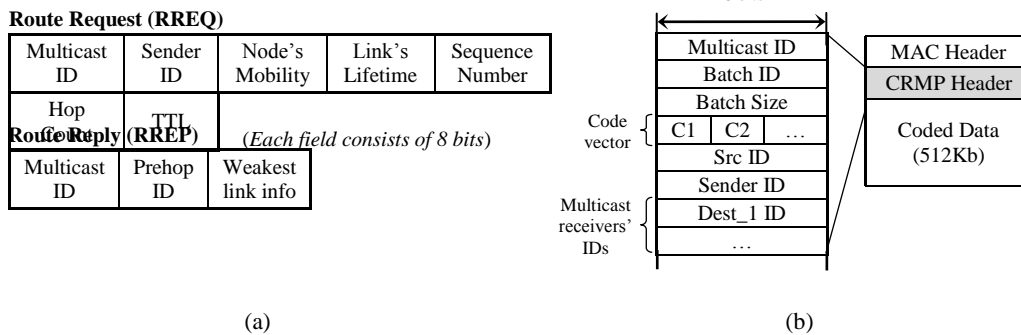 Route Request (RREQ)
Multicast
ID
Sender
ID
Node's
Mobility
Link's
Lifetime
Sequence
Number
Hop
TTL
Route Reply (RREP)
(Each field consists of 8 bits)
Multicast
ID
Prehop
ID
Weakest
link info
(a)
Multicast ID
Batch ID
Batch Size
Code
vector
C1
C2
…
Src ID
Sender ID
Multicast
receivers'
IDs
Dest_1 ID
…
MAC Header
CRMP Header
Coded Data
(512Kb)
(b)